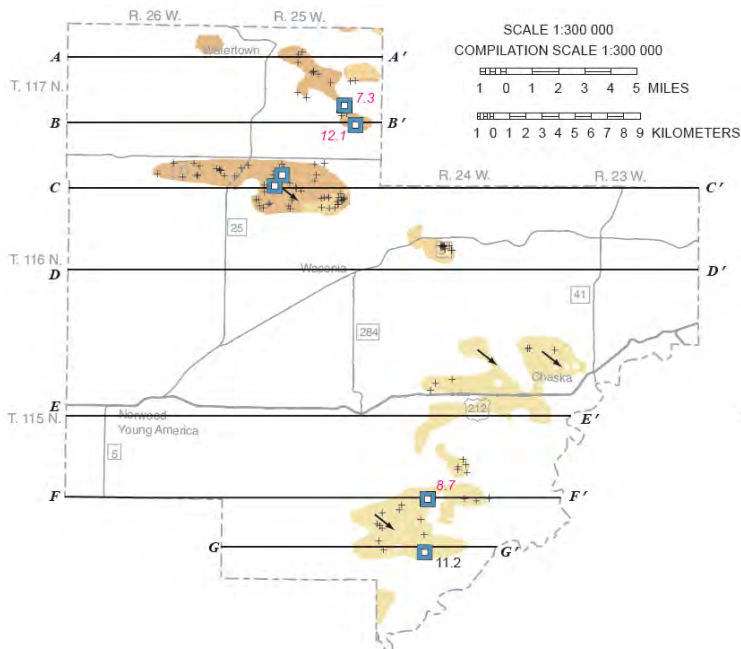 R. 26 W. R. 25 W.
SCALE 1:300 000
COMPILATION SCALE 1:300 000
Watertown
A A′
T. 117 N.
1 0 1 2 3 4 5 MILES
7.3
B B′
12.1
1 0 1 2 3 4 5 6 7 8 9 KILOMETERS
R. 24 W. R. 23 W.
C C′
25
5
T. 116 N.
Waconia
D D′
41
284
Chaska
E
212
T. 115 N.
Norwood
Young America
E′
5
8.7
F F′
G G′
11.2